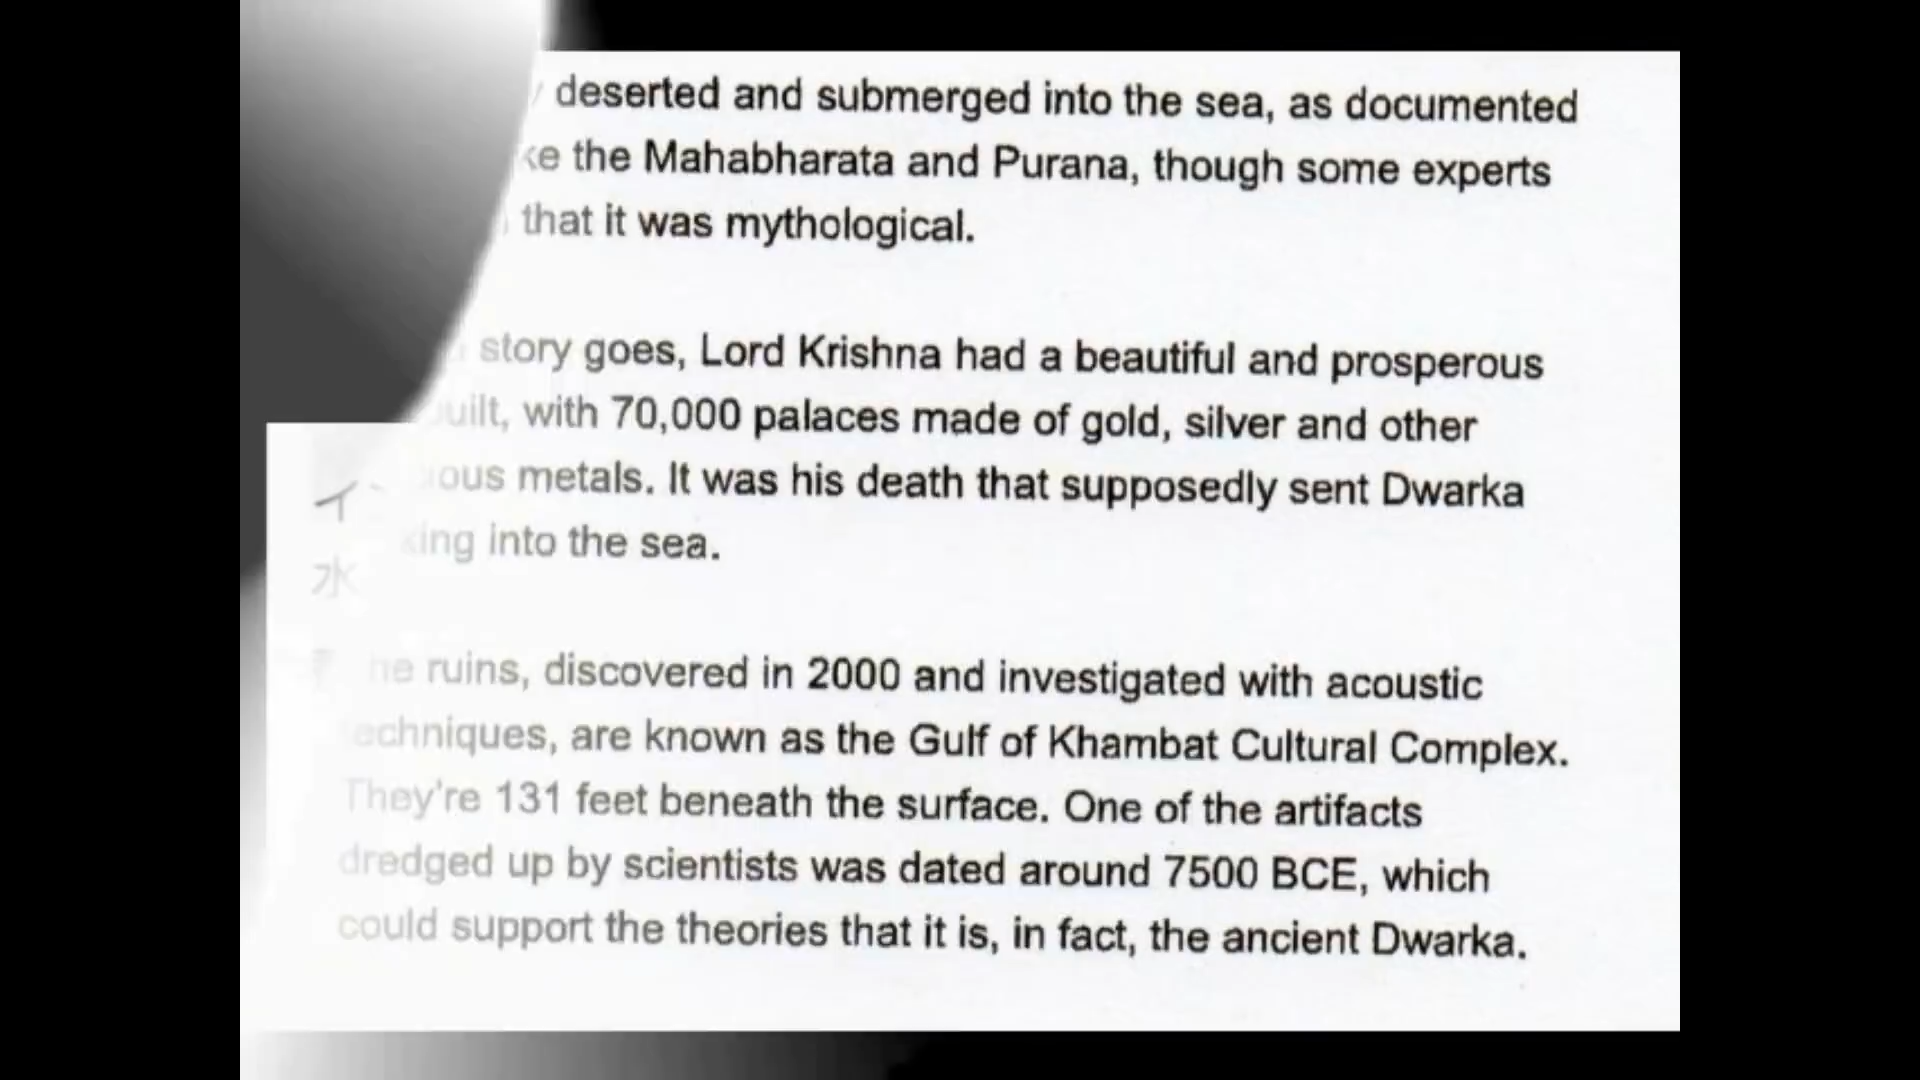 deserted and submerged into the sea, as documented
the Mahabharata and Purana, though some experts
that it was mythological.
story goes, Lord Krishna had a beautiful and prosperous
with 70,000 palaces made of gold, silver and other
metals. It was his death that supposedly sent Dwarka
into the sea.
ruins, discovered in 2000 and investigated with acoustic
techniques, are known as the Gulf of Khambat Cultural Complex.
They're 131 feet beneath the surface. One of the artifacts
dredged up by scientists was dated around 7500 BCE, which
could support the theories that it is, in fact, the ancient Dwarka.
イ
水